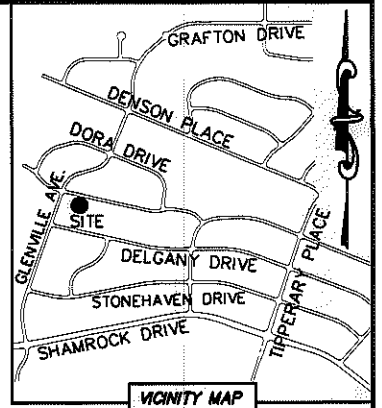 GRAFTON DRIVE
DENSON PLACE
DORA DRIVE
GLENVILLE AVE.
SITE
DELGANY DRIVE
TIPPERARY PLACE
STONEHAVEN DRIVE
SHAMROCK DRIVE
VICINITY MAP